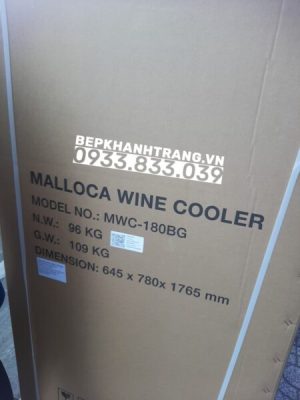 BEPKHANHTRANG.VN
0933.833.039
MALLOCA WINE COOLER
MODEL NO.: MWC-180BG
N.W.: 96 KG
G.W.: 109 KG
DIMENSION: 645 x 780x 1765 mm